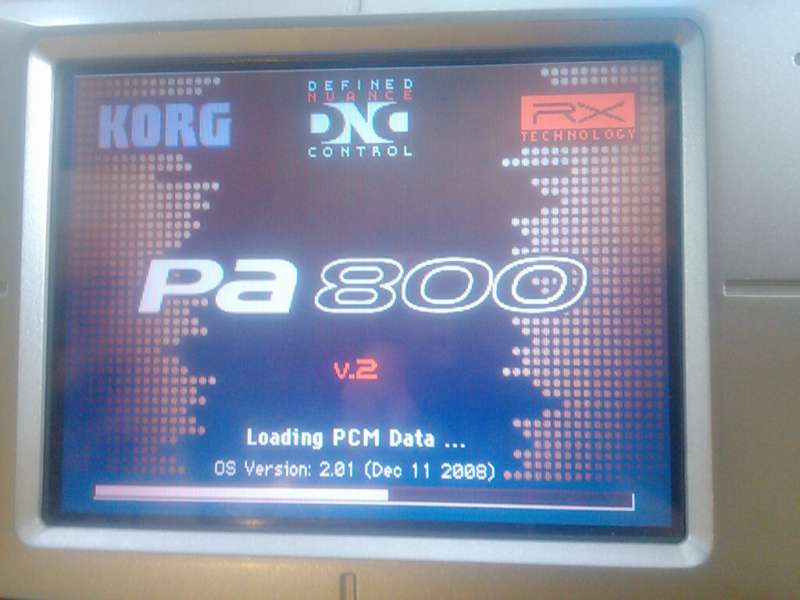 KORG
DEFINED
NUANCE
DNC
CONTROL
RX
TECHNOLOGY
Pa 800
v.2
Loading PCM Data ...
OS Version: 2.01 (Dec 11 2008)